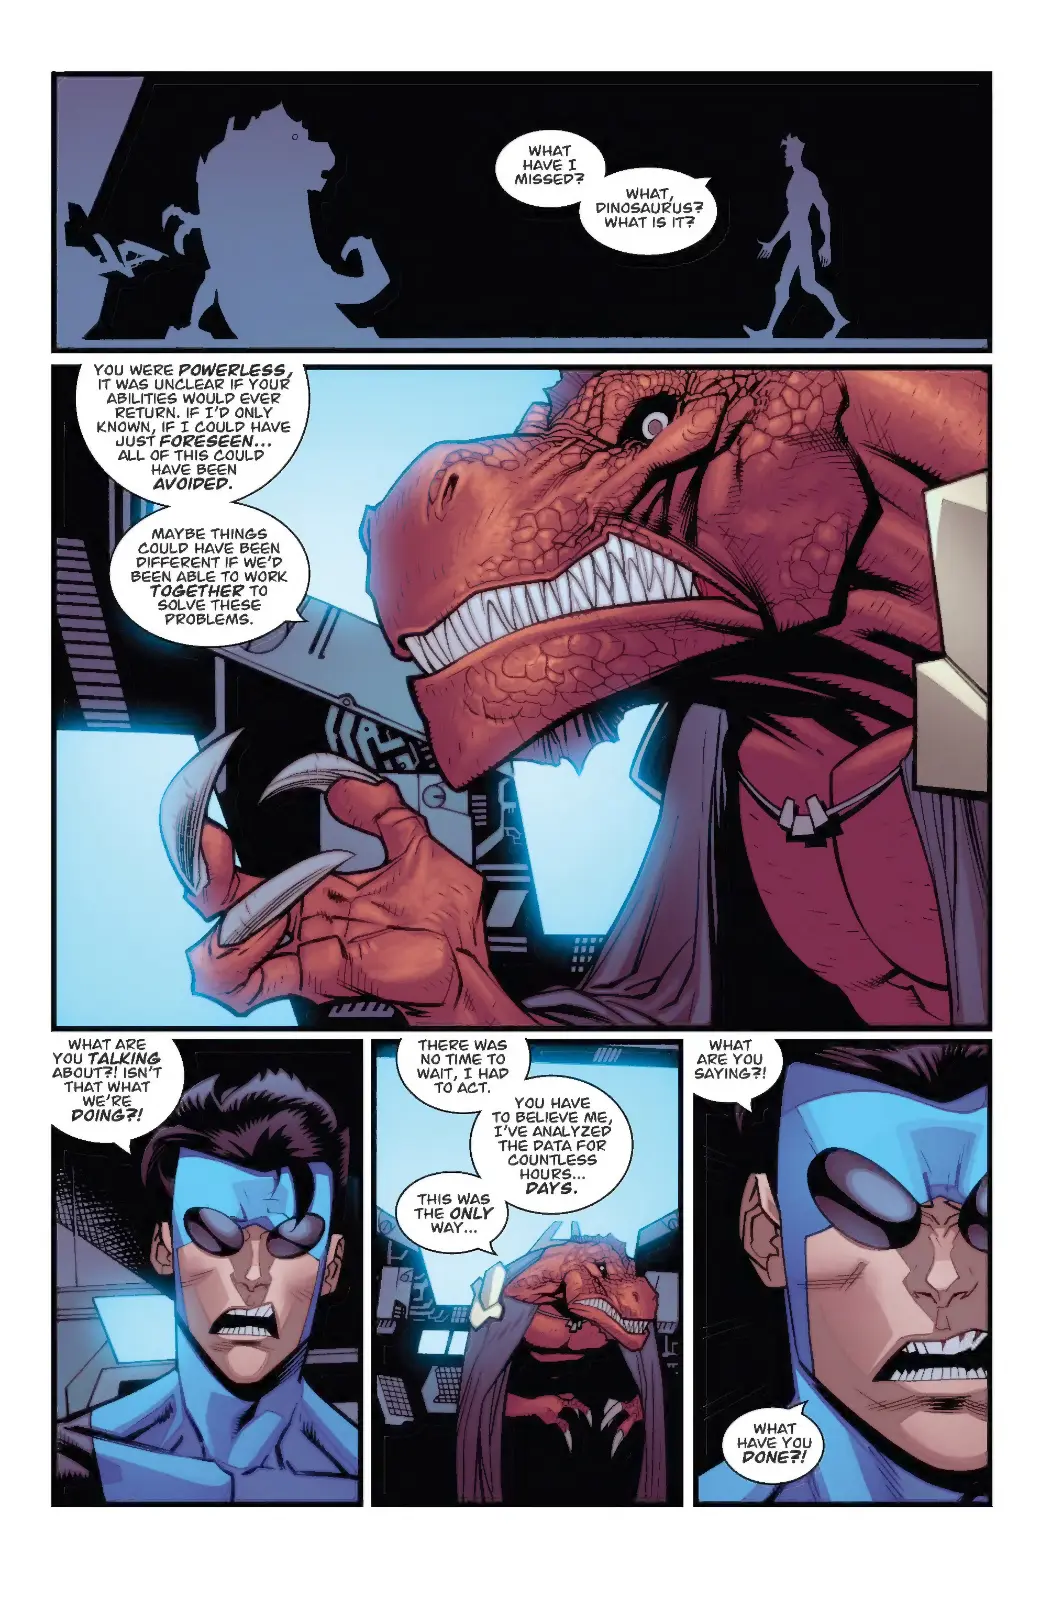 WHAT
HAVE I
MISSED?
WHAT,
DINOSAURUS?
WHAT IS IT?
YOU WERE POWERLESS,
IT WAS UNCLEAR IF YOUR
ABILITIES WOULD EVER
RETURN. IF I'D ONLY
KNOWN, IF I COULD HAVE
JUST FORESEEN...
ALL OF THIS COULD
HAVE BEEN
AVOIDED.
MAYBE THINGS
COULD HAVE BEEN
DIFFERENT IF WE'D
BEEN ABLE TO WORK
TOGETHER TO
SOLVE THESE
PROBLEMS.
WHAT ARE
YOU TALKING
ABOUT?! ISN'T
THAT WHAT
WE'RE
DOING?!
THERE WAS
NO TIME TO
WAIT, I HAD
TO ACT.
YOU HAVE
TO BELIEVE ME,
I'VE ANALYZED
THE DATA FOR
COUNTLESS
HOURS...
DAYS.
THIS WAS
THE ONLY
WAY...
WHAT
ARE YOU
SAYING?!
WHAT
HAVE YOU
DONE?!